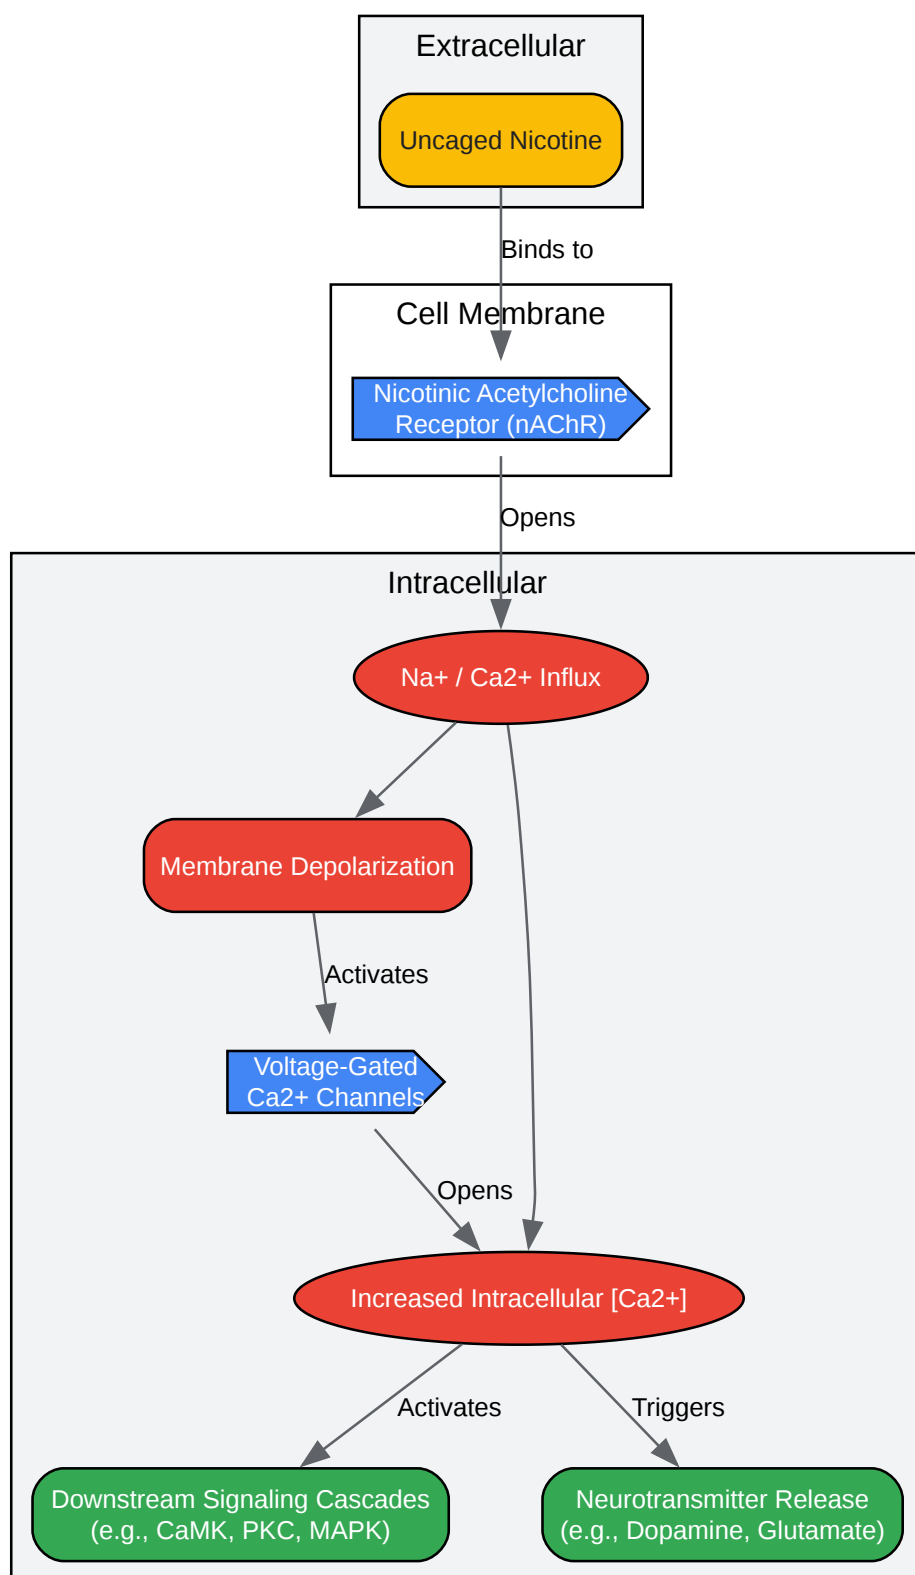 Extracellular
Uncaged Nicotine
Binds to
Cell Membrane
Nicotinic Acetylcholine
Receptor (nAChR)
Opens
Intracellular
Na+ / Ca2+ Influx
Membrane Depolarization
Activates
Voltage-Gated
Ca2+ Channels
Opens
Increased Intracellular [Ca2+]
Activates
Triggers
Downstream Signaling Cascades
(e.g., CaMK, PKC, MAPK)
Neurotransmitter Release
(e.g., Dopamine, Glutamate)